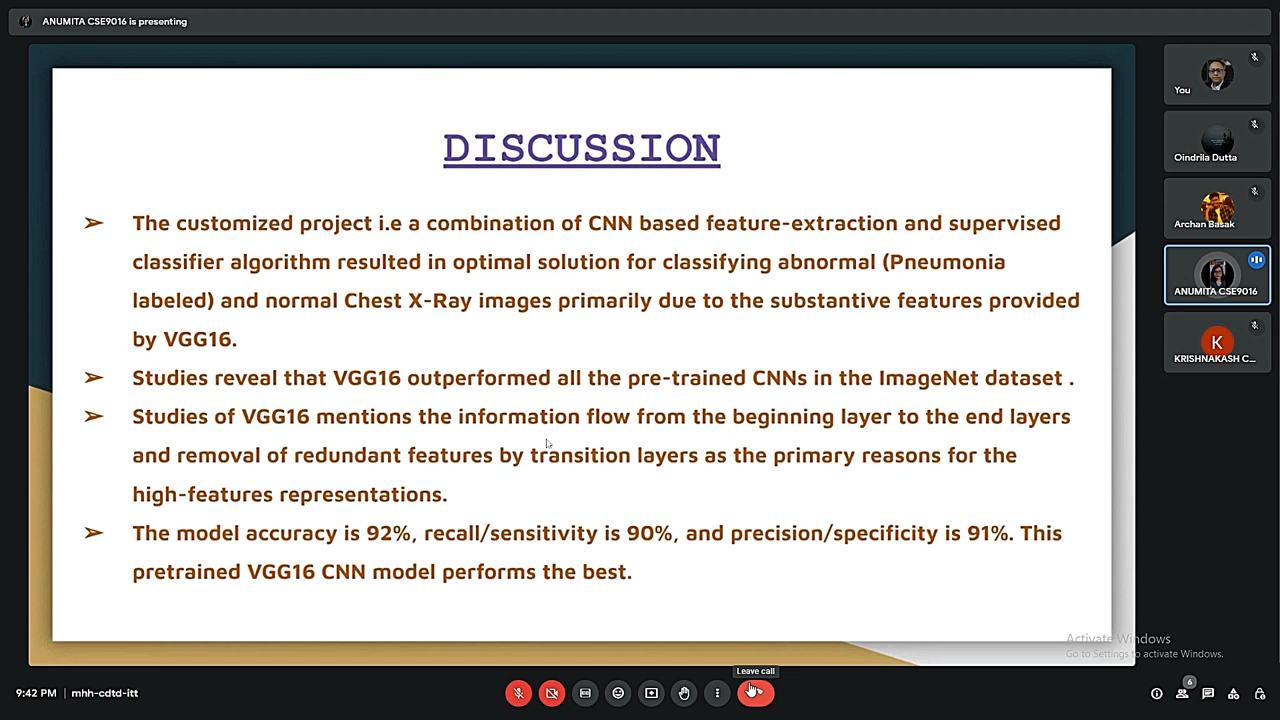 ANUMITA CSE9016 is presenting
DISCUSSION
➢ The customized project i.e a combination of CNN based feature-extraction and supervised
classifier algorithm resulted in optimal solution for classifying abnormal (Pneumonia
labeled) and normal Chest X-Ray images primarily due to the substantive features provided
by VGG16.
➢ Studies reveal that VGG16 outperformed all the pre-trained CNNs in the ImageNet dataset .
➢ Studies of VGG16 mentions the information flow from the beginning layer to the end layers
and removal of redundant features by transition layers as the primary reasons for the
high-features representations.
➢ The model accuracy is 92%, recall/sensitivity is 90%, and precision/specificity is 91%. This
pretrained VGG16 CNN model performs the best.
You
Oindrila Dutta
Archan Basak
ANUMITA CSE9016
K
KRISHNAKASH C...
Activate Windows
Go to Settings to activate Windows.
Leave call
9:42 PM | mhh-cdtd-itt
6